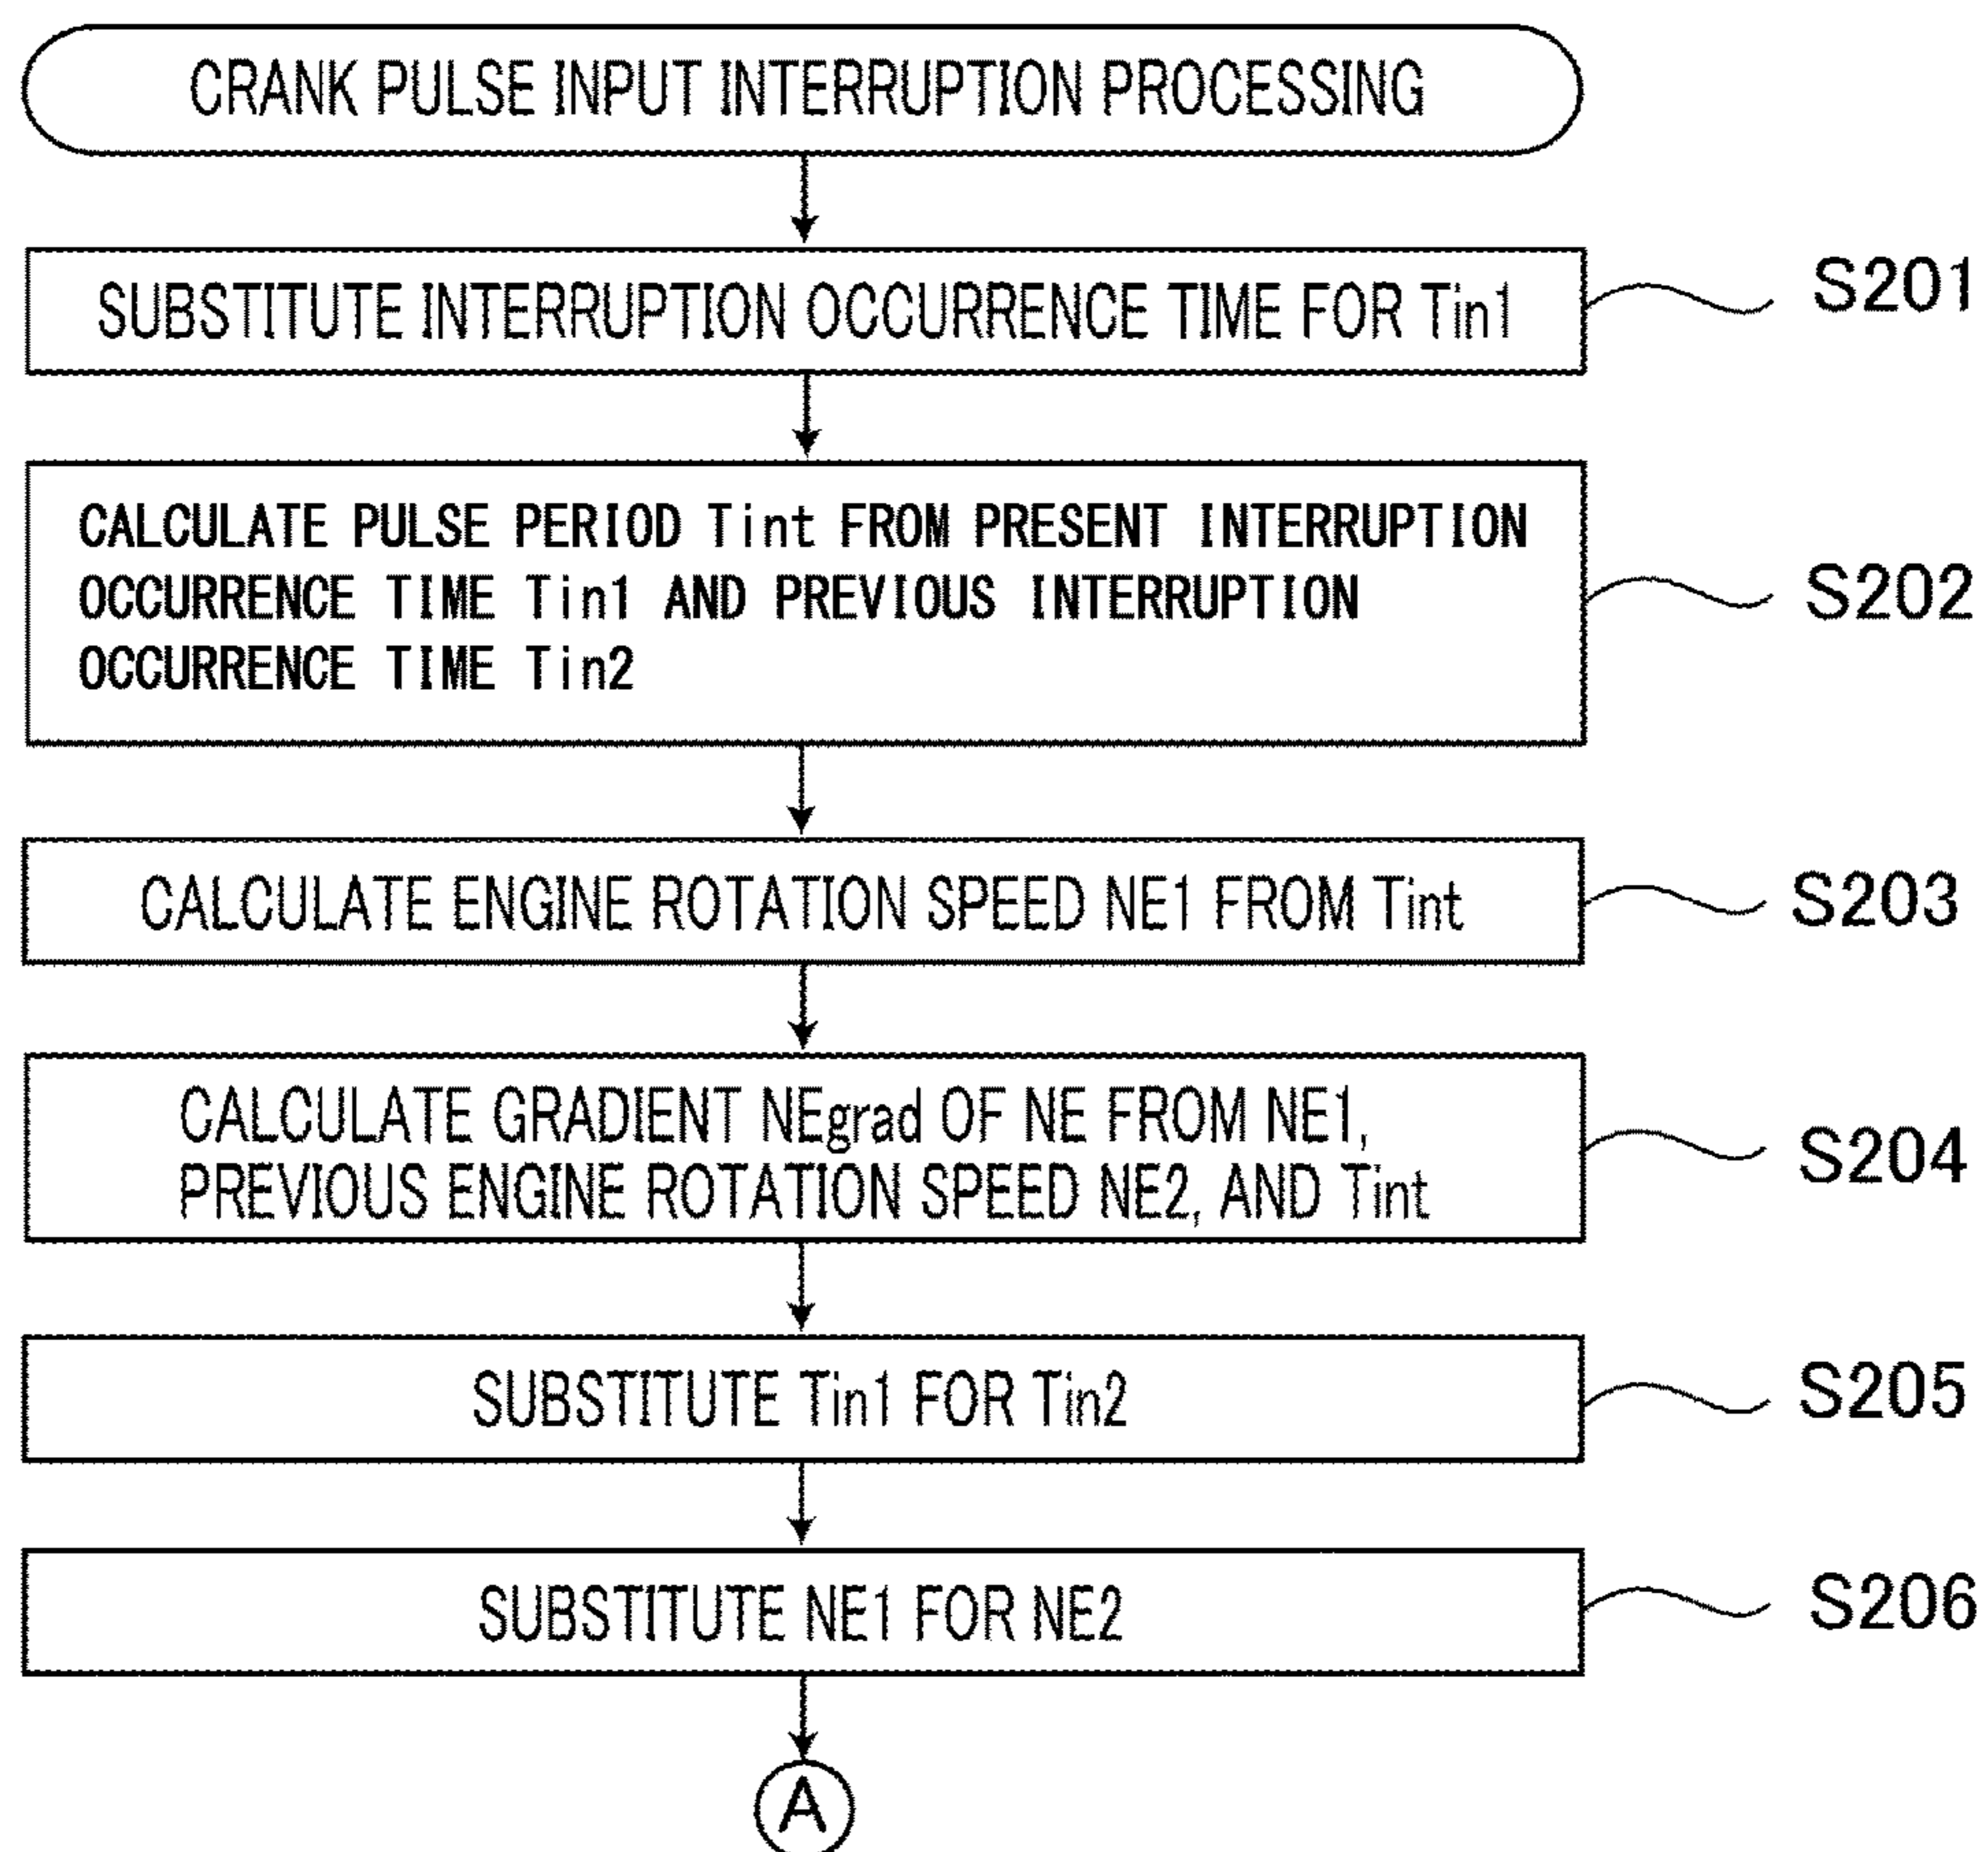 CRANK PULSE INPUT INTERRUPTION PROCESSING
SUBSTITUTE INTERRUPTION OCCURRENCE TIME FOR Tin1
S201
CALCULATE PULSE PERIOD Tint FROM PRESENT INTERRUPTION
OCCURRENCE TIME Tin1 AND PREVIOUS INTERRUPTION
OCCURRENCE TIME Tin2
S202
CALCULATE ENGINE ROTATION SPEED NE1 FROM Tint
S203
CALCULATE GRADIENT NEgrad OF NE FROM NE1,
PREVIOUS ENGINE ROTATION SPEED NE2, AND Tint
S204
SUBSTITUTE Tin1 FOR Tin2
S205
SUBSTITUTE NE1 FOR NE2
S206
A